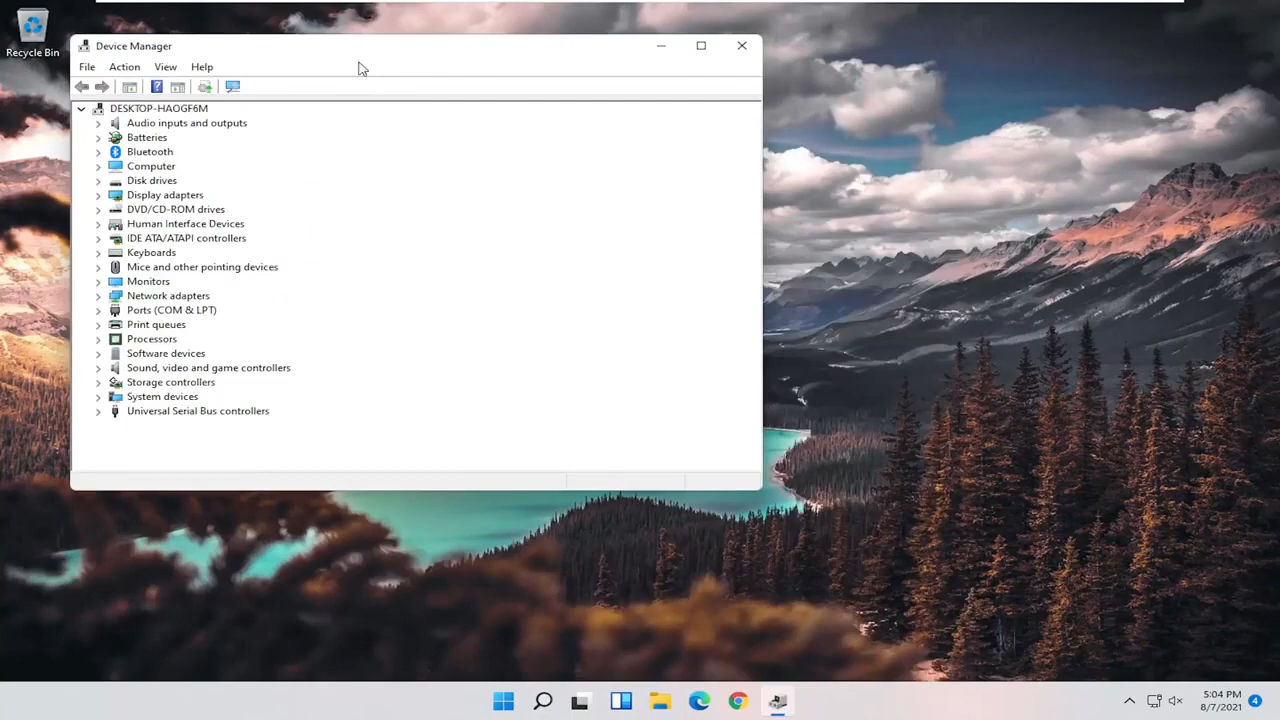 Recycle Bin
Device Manager
File Action View Help
DESKTOP-HAOGF6M
Audio inputs and outputs
Batteries
Bluetooth
Computer
Disk drives
Display adapters
DVD/CD-ROM drives
Human Interface Devices
IDE ATA/ATAPI controllers
Keyboards
Mice and other pointing devices
Monitors
Network adapters
Ports (COM & LPT)
Print queues
Processors
Software devices
Sound, video and game controllers
Storage controllers
System devices
Universal Serial Bus controllers
5:04 PM
8/7/2021
4